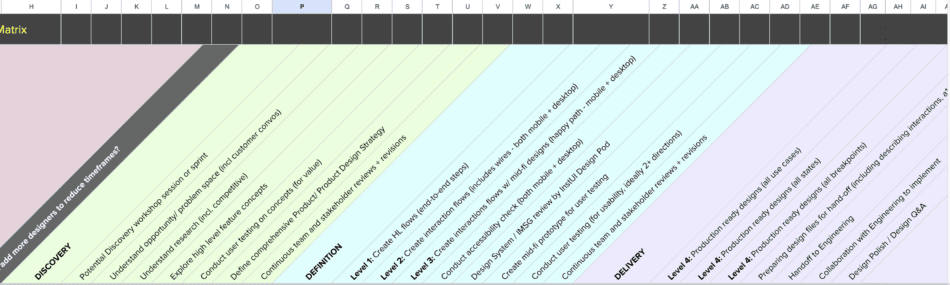 H I J K L M N O P Q R S T U V W X Y Z AA AB AC AD AE AF AG AH AI
Matrix
add more designers to reduce timeframes?
DISCOVERY
Potential Discovery workshop session or sprint
Understand opportunity/ problem space (incl customer convos)
Understand research (incl. competitive)
Explore high level feature concepts
Conduct user testing on concepts (for value)
Define comprehensive Product/ Product Design Strategy
Continuous team and stakeholder reviews + revisions
DEFINITION
Level 1: Create HL flows (end-to-end steps)
Level 2: Create interaction flows (includes wires - both mobile + desktop)
Level 3: Create interactions flows w/ mid-fi designs (happy path - mobile + desktop)
Conduct accessibility check (both mobile + desktop)
Design System / iMSG review by InstUI Design Pod
Create mid.fi prototype for user testing
Conduct user testing (for usability, ideally 2+ directions)
Continuous team and stakeholder reviews + revisions
DELIVERY
Level 4: Production ready designs (all use cases)
Level 4: Production ready designs (all states)
Level 4: Production ready designs (all breakpoints)
Preparing design files for hand-off (including describing interactions,
Handoff to Engineering
Collaboration with Engineering to implement
Design Polish / Design Q&A